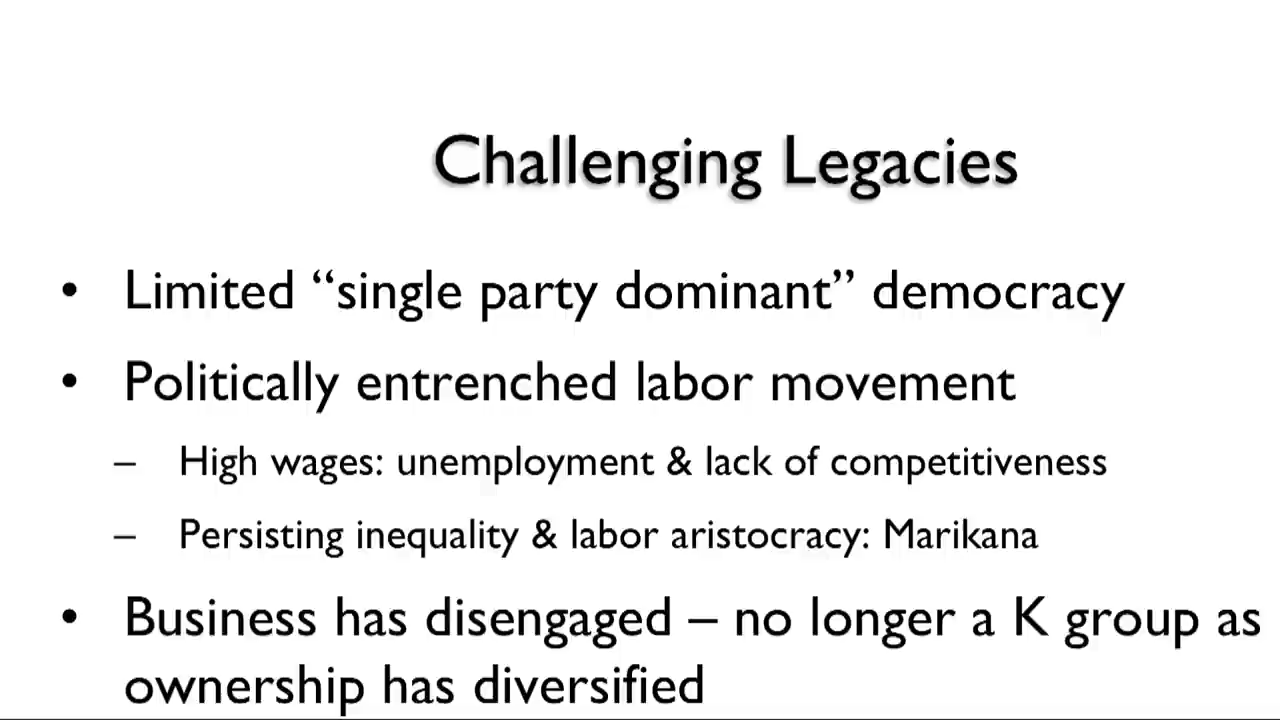 Challenging Legacies
• Limited “single party dominant” democracy
• Politically entrenched labor movement
– High wages: unemployment & lack of competitiveness
– Persisting inequality & labor aristocracy: Marikana
• Business has disengaged – no longer a K group as
ownership has diversified